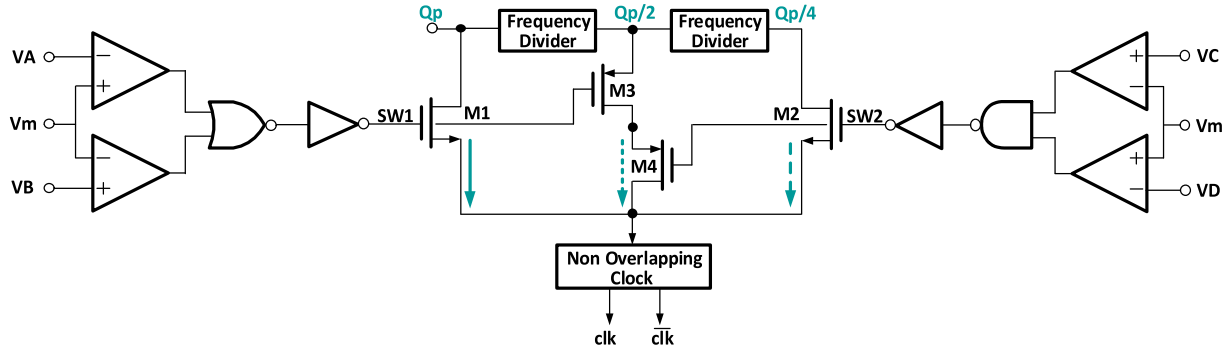 Qp
Frequency
Divider
Qp/2
Frequency
Divider
Qp/4
VA
−
+
Vm
−
+
VB
SW1
M1
M3
M4
M2
SW2
+
−
VC
Vm
+
−
VD
Non Overlapping
Clock
clk
c̅l̅k̅